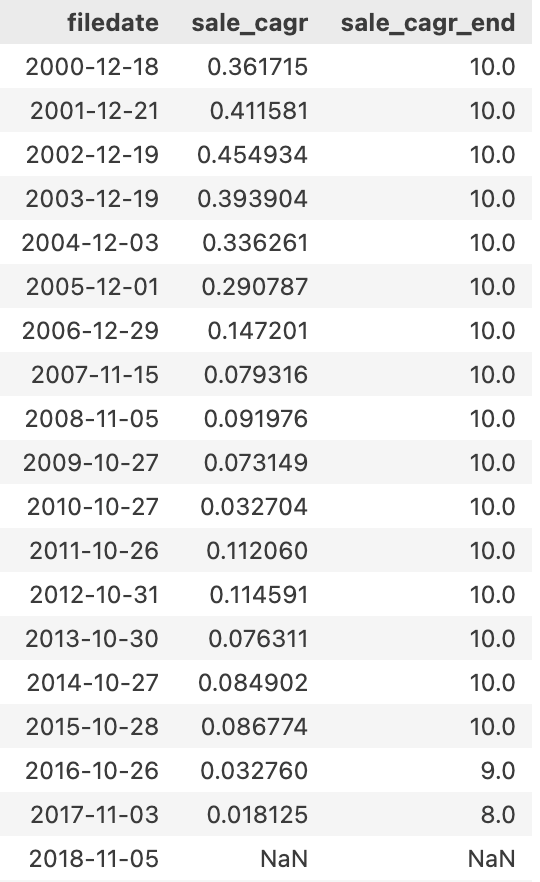 filedate sale_cagr sale_cagr_end
2000-12-18 0.361715 10.0
2001-12-21 0.411581 10.0
2002-12-19 0.454934 10.0
2003-12-19 0.393904 10.0
2004-12-03 0.336261 10.0
2005-12-01 0.290787 10.0
2006-12-29 0.147201 10.0
2007-11-15 0.079316 10.0
2008-11-05 0.091976 10.0
2009-10-27 0.073149 10.0
2010-10-27 0.032704 10.0
2011-10-26 0.112060 10.0
2012-10-31 0.114591 10.0
2013-10-30 0.076311 10.0
2014-10-27 0.084902 10.0
2015-10-28 0.086774 10.0
2016-10-26 0.032760 9.0
2017-11-03 0.018125 8.0
2018-11-05 NaN NaN